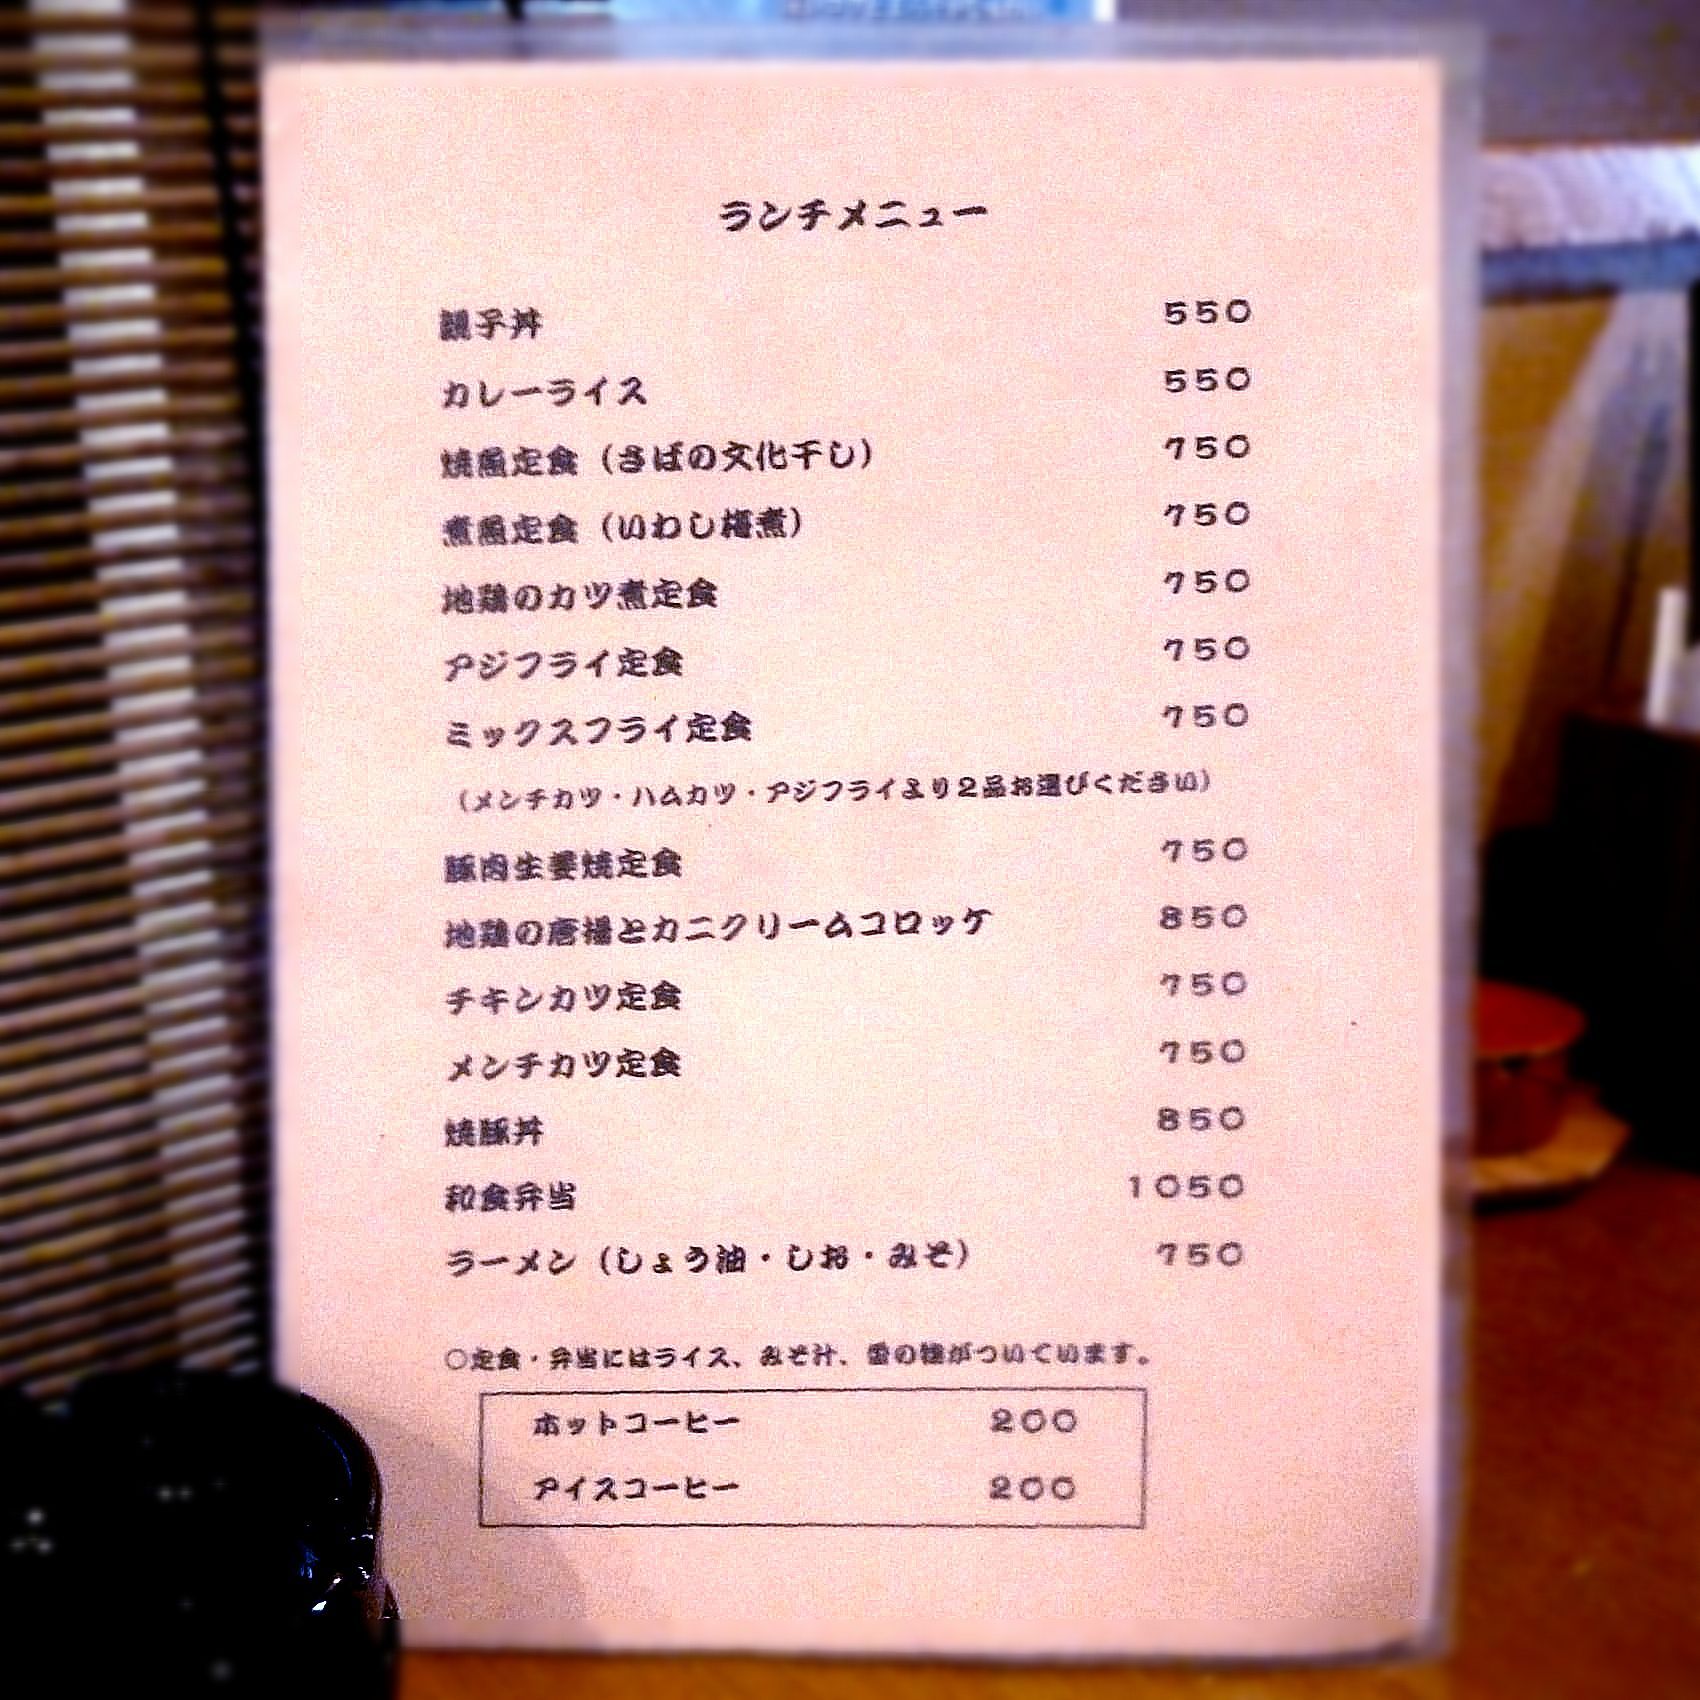 ランチメニュー
親子丼 550
カレーライス 550
焼魚定食（さばの文化干し） 750
煮魚定食（いわし梅煮） 750
地鶏のカツ煮定食 750
アジフライ定食 750
ミックスフライ定食 750
（メンチカツ・ハムカツ・アジフライより２品お選びください）
豚肉生姜焼定食 750
地鶏の唐揚とカニクリームコロッケ 850
チキンカツ定食 750
メンチカツ定食 750
焼豚丼 850
和食弁当 1050
ラーメン（しょう油・しお・みそ） 750
○定食・弁当にはライス、みそ汁、香の物がついています。
ホットコーヒー 200
アイスコーヒー 200